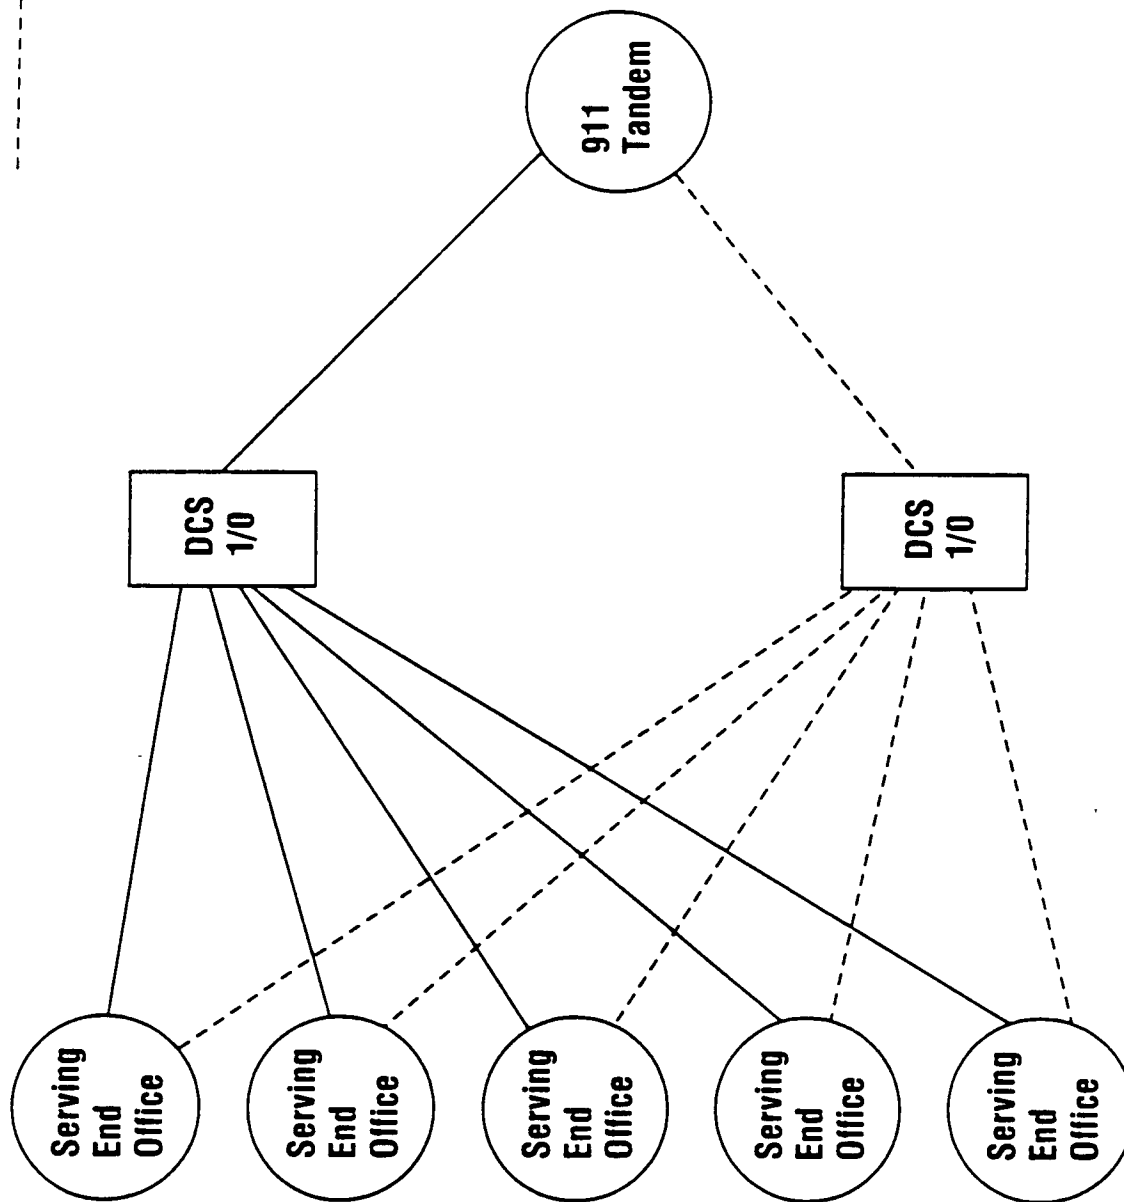 911
Tandem
DCS
1/0
DCS
1/0
Serving
End
Office
Serving
End
Office
Serving
End
Office
Serving
End
Office
Serving
End
Office